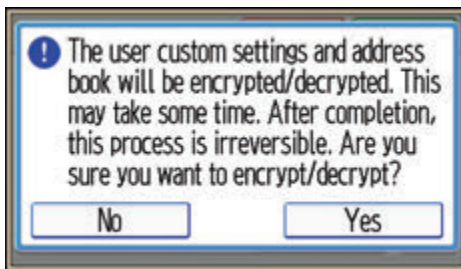 The user custom settings and address
book will be encrypted/decrypted. This
may take some time. After completion,
this process is irreversible. Are you
sure you want to encrypt/decrypt?
No Yes